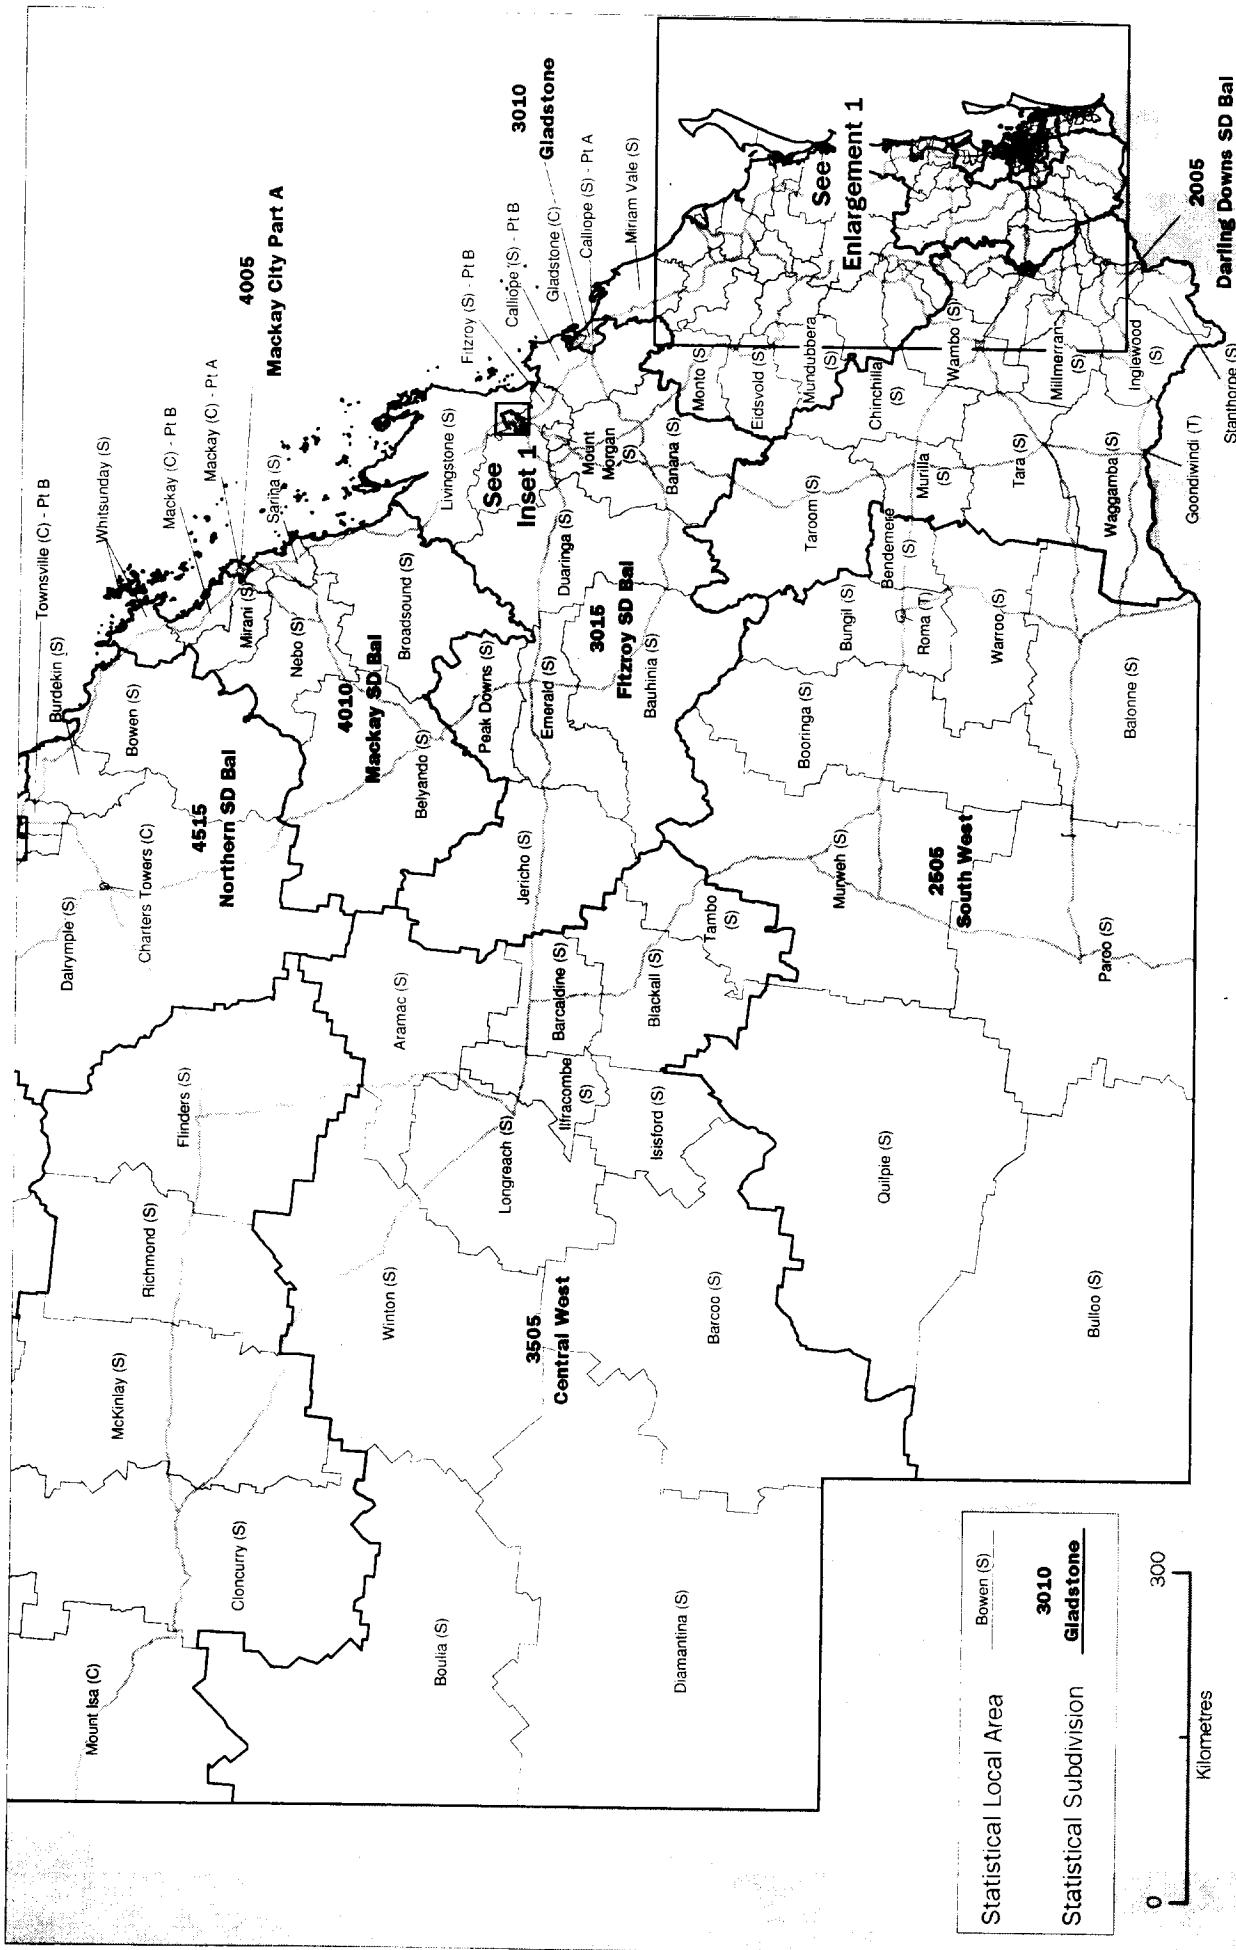 Townsville (C) - Pt B
Burdekin (S)
Whitsunday (S)
Bowen (S)
Mackay (C) - Pt B
Mackay (C) - Pt A
4005
Mackay City Part A
Dalrymple (S)
Charters Towers (C)
4515
Northern SD Bal
Mirani (S)
Sarina (S)
Nebo (S)
Mount Isa (C)
Cloncurry (S)
McKinlay (S)
Richmond (S)
Flinders (S)
4010
Mackay SD Bal
Broadsound (S)
Belyando (S)
Livingstone (S)
Fitzroy (S) - Pt B
Calliope (S) - Pt B
3010
Gladstone
Gladstone (C)
Calliope (S) - Pt A
Miriam Vale (S)
See
Inset 1
Boulia (S)
Winton (S)
Aramac (S)
Longreach (S)
Jericho (S)
Peak Downs (S)
Emerald (S)
Duaringa (S)
Mount
Morgan
(S)
3505
Central West
Ilfracombe
(S)
Barcaldine (S)
3015
Fitzroy SD Bal
Bauhinia (S)
Banana (S)
Monto (S)
Diamantina (S)
Barcoo (S)
Isisford (S)
Blackall (S)
Tambo
(S)
Eidsvold (S)
Mundubbera
(S)
See
Enlargement 1
Taroom (S)
Chinchilla
(S)
Booringa (S)
Bungil (S)
Bendemere
(S)
Murweh (S)
Quilpie (S)
Roma (T)
Murilla
(S)
Wambo (S)
2505
South West
Warroo (S)
Tara (S)
Millmerran
(S)
Bulloo (S)
Paroo (S)
Balonne (S)
Waggamba (S)
Inglewood
(S)
Goondiwindi (T)
Stanthorpe (S)
2005
Darling Downs SD Bal
Statistical Local Area
Bowen (S)
Statistical Subdivision
3010
Gladstone
0
300
Kilometres